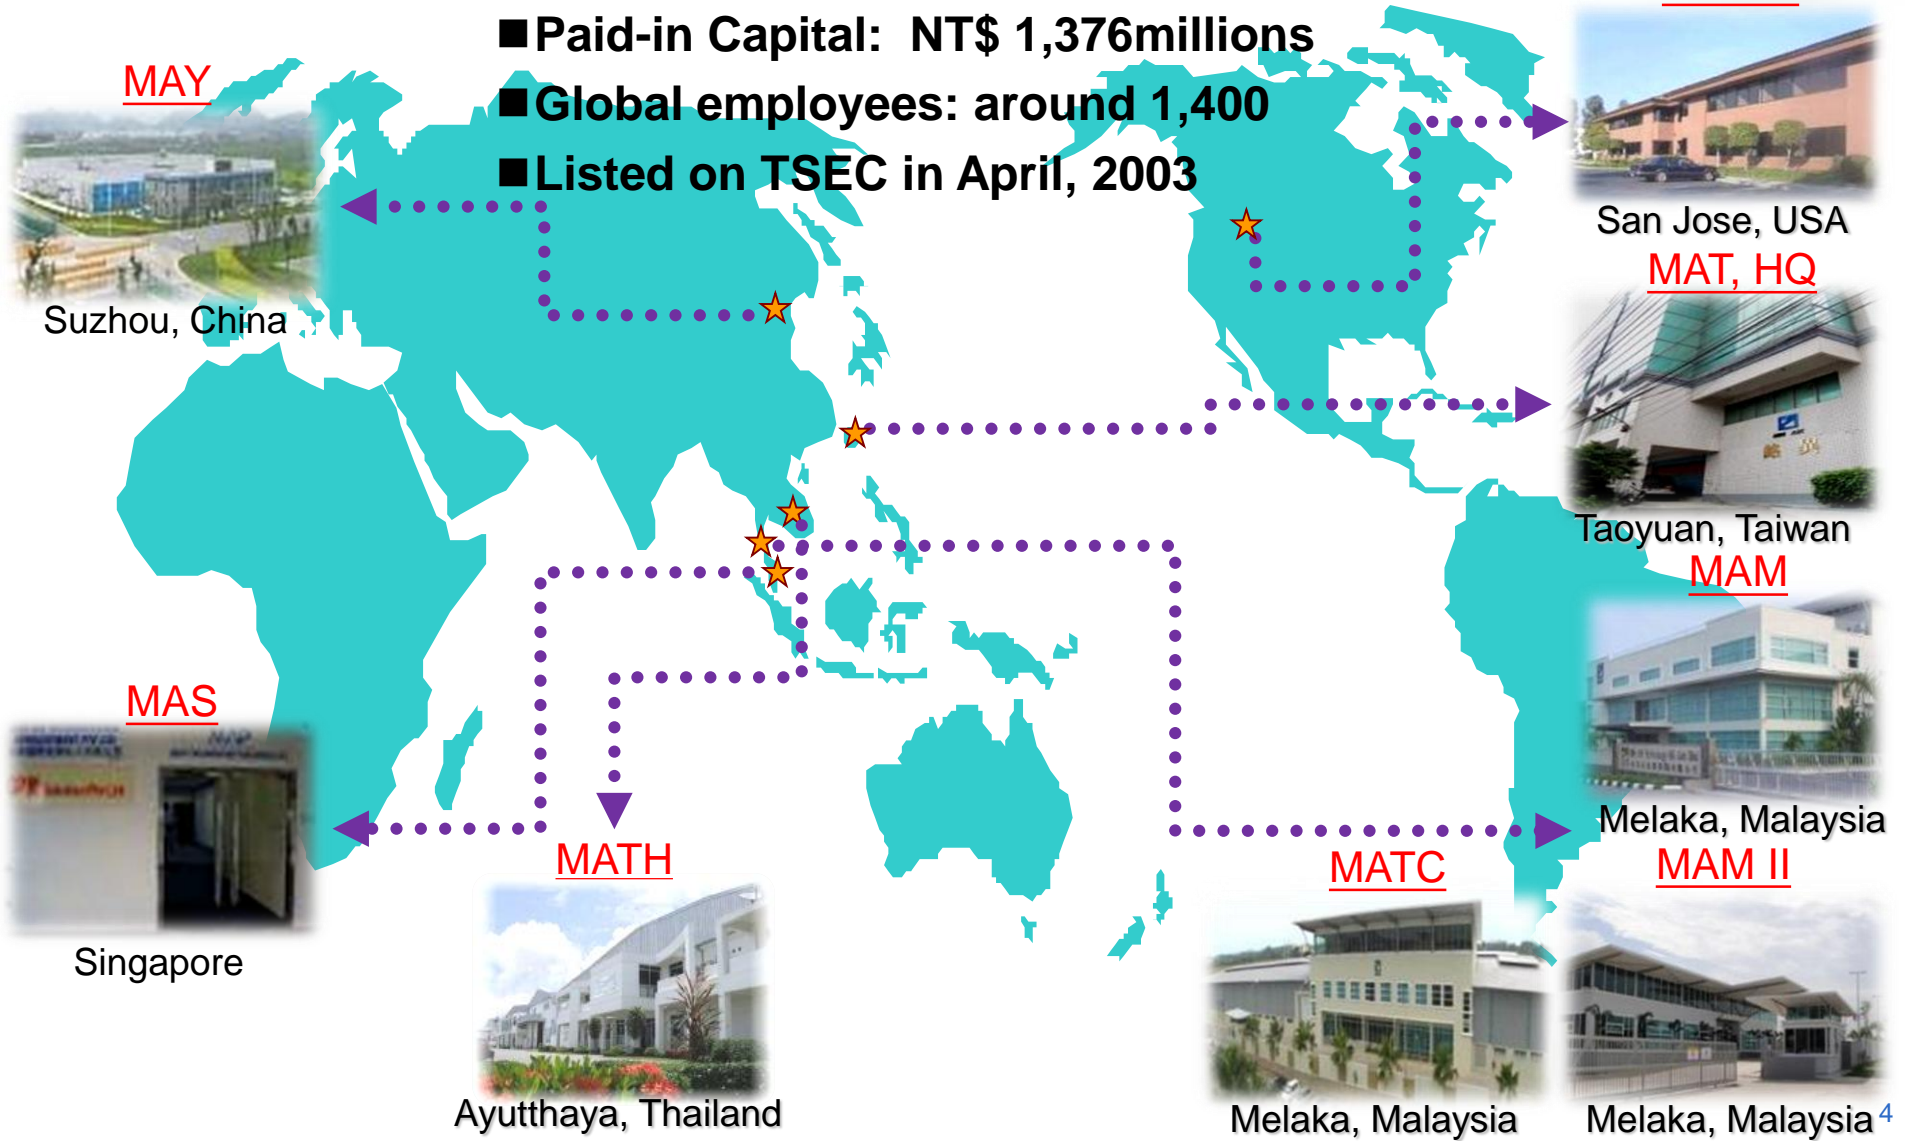 ■Paid-in Capital: NT$ 1,376millions
■Global employees: around 1,400
■Listed on TSEC in April, 2003
MAY
Suzhou, China
San Jose, USA
MAT, HQ
Taoyuan, Taiwan
MAM
Melaka, Malaysia
MAS
Singapore
MATH
Ayutthaya, Thailand
MATC
Melaka, Malaysia
MAM II
Melaka, Malaysia
4